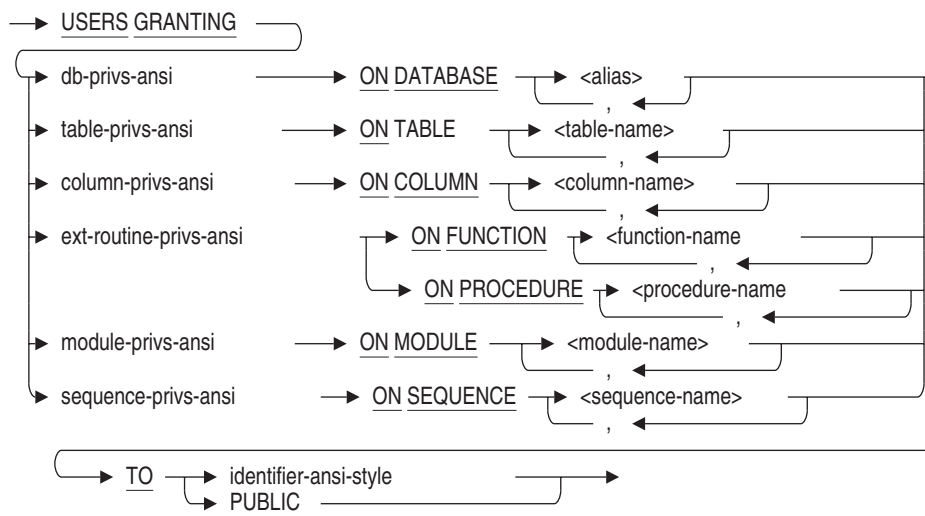 USERS GRANTING
db-privs-ansi ON DATABASE <alias>
,
table-privs-ansi ON TABLE <table-name>
,
column-privs-ansi ON COLUMN <column-name>
,
ext-routine-privs-ansi ON FUNCTION <function-name
,
ON PROCEDURE <procedure-name
,
module-privs-ansi ON MODULE <module-name>
,
sequence-privs-ansi ON SEQUENCE <sequence-name>
,
TO identifier-ansi-style
PUBLIC